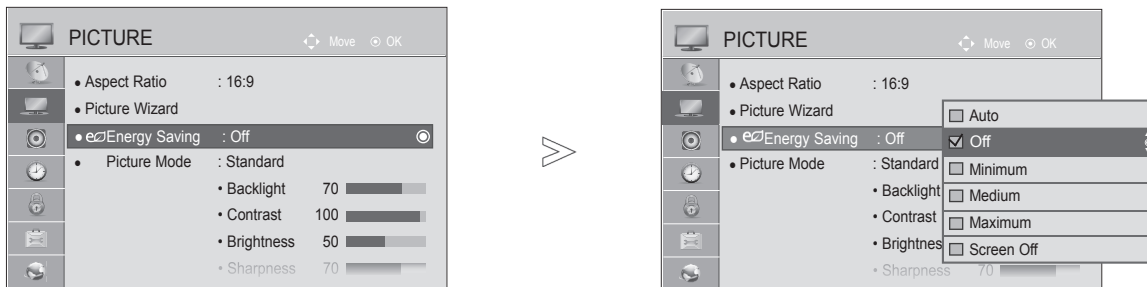 PICTURE
Move OK
• Aspect Ratio : 16:9
• Picture Wizard
• Energy Saving : Off
• Picture Mode : Standard
• Backlight 70
• Contrast 100
• Brightness 50
• Sharpness 70
PICTURE
Move OK
• Aspect Ratio : 16:9
• Picture Wizard
• Energy Saving : Off
• Picture Mode : Standard
• Backlight
• Contrast
• Brightnes
• Sharpness 70
Auto
Off
Minimum
Medium
Maximum
Screen Off